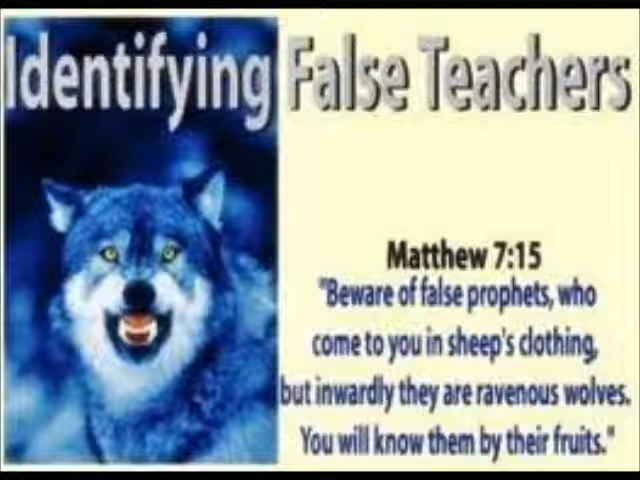 Identifying False Teachers
Matthew 7:15
"Beware of false prophets, who
come to you in sheep's clothing,
but inwardly they are ravenous wolves.
You will know them by their fruits."